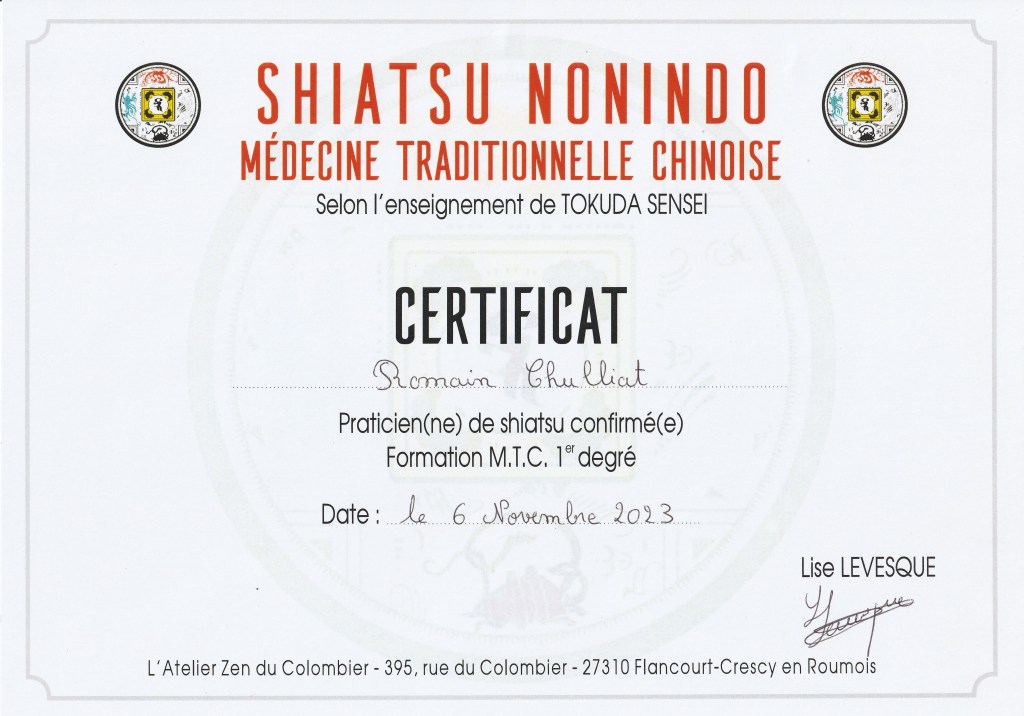 SHIATSU NONINDO
MÉDECINE TRADITIONNELLE CHINOISE
Selon l'enseignement de TOKUDA SENSEI
CERTIFICAT
Romain Chulliat
Praticien(ne) de shiatsu confirmé(e)
Formation M.T.C. 1er degré
Date : le 6 Novembre 2023
Lise LEVESQUE
L'Atelier Zen du Colombier - 395, rue du Colombier - 27310 Flancourt-Crescy en Roumois